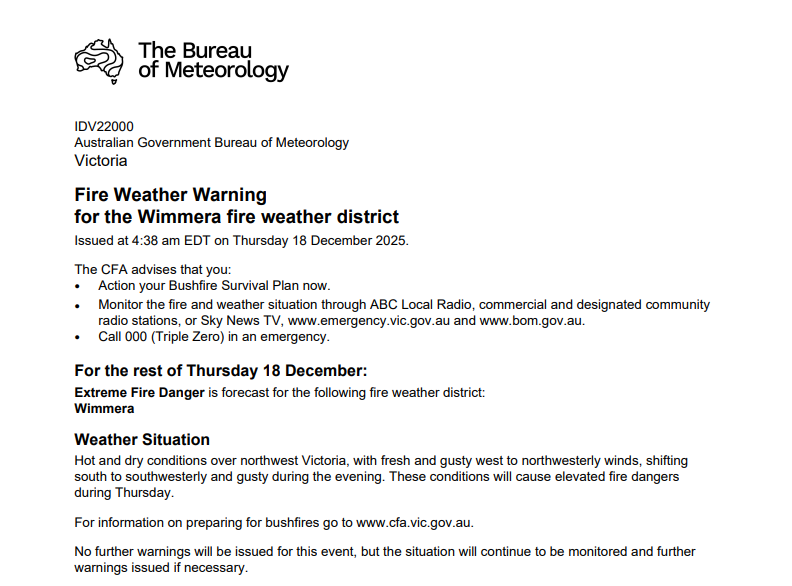 The Bureau
of Meteorology
IDV22000
Australian Government Bureau of Meteorology
Victoria
Fire Weather Warning
for the Wimmera fire weather district
Issued at 4:38 am EDT on Thursday 18 December 2025.
The CFA advises that you:
• Action your Bushfire Survival Plan now.
• Monitor the fire and weather situation through ABC Local Radio, commercial and designated community
radio stations, or Sky News TV, www.emergency.vic.gov.au and www.bom.gov.au.
• Call 000 (Triple Zero) in an emergency.
For the rest of Thursday 18 December:
Extreme Fire Danger is forecast for the following fire weather district:
Wimmera
Weather Situation
Hot and dry conditions over northwest Victoria, with fresh and gusty west to northwesterly winds, shifting
south to southwesterly and gusty during the evening. These conditions will cause elevated fire dangers
during Thursday.
For information on preparing for bushfires go to www.cfa.vic.gov.au.
No further warnings will be issued for this event, but the situation will continue to be monitored and further
warnings issued if necessary.